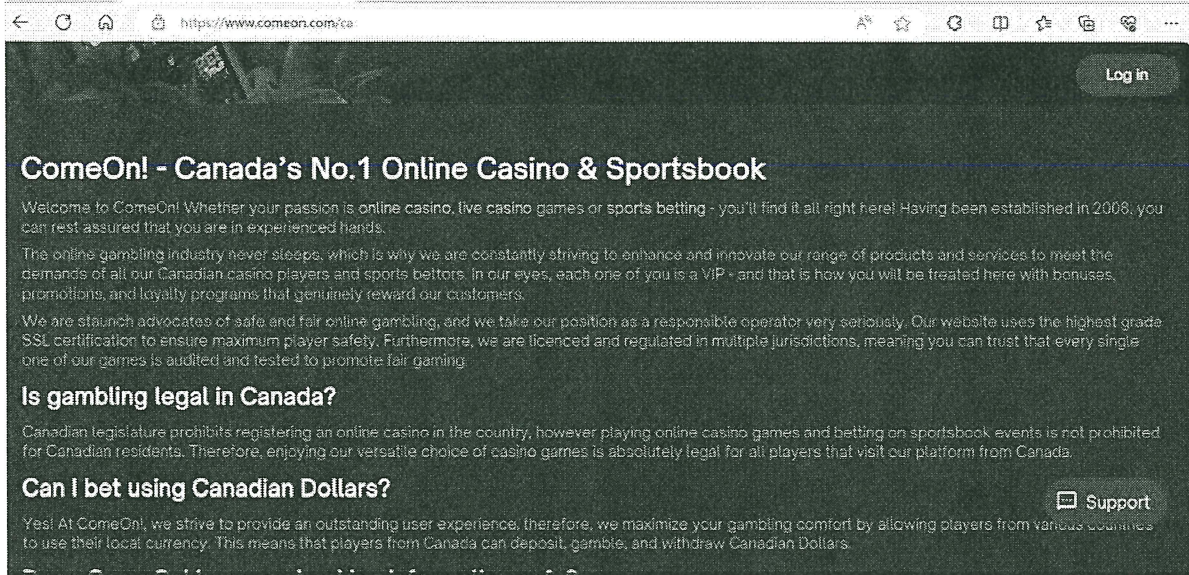 https://www.comeon.com/ca
Log in
ComeOn! - Canada's No.1 Online Casino & Sportsbook
Welcome to ComeOn! Whether your passion is online casino, live casino games or sports betting - you'll find it all right here! Having been established in 2008, you
can rest assured that you are in experienced hands.
The online gambling industry never sleeps, which is why we are constantly striving to enhance and innovate our range of products and services to meet the
demands of all our Canadian casino players and sports bettors. In our eyes, each one of you is a VIP - and that is how you will be treated here with bonuses,
promotions, and loyalty programs that genuinely reward our customers.
We are staunch advocates of safe and fair online gambling, and we take our position as a responsible operator very seriously. Our website uses the highest grade
SSL certification to ensure maximum player safety. Furthermore, we are licenced and regulated in multiple jurisdictions, meaning you can trust that every single
one of our games is audited and tested to promote fair gaming.
Is gambling legal in Canada?
Canadian legislature prohibits registering an online casino in the country, however playing online casino games and betting on sportsbook events is not prohibited
for Canadian residents. Therefore, enjoying our versatile choice of casino games is absolutely legal for all players that visit our platform from Canada.
Can I bet using Canadian Dollars?
Support
Yes! At ComeOn!, we strive to provide an outstanding user experience, therefore, we maximize your gambling comfort by allowing players from various countries
to use their local currency. This means that players from Canada can deposit, gamble, and withdraw Canadian Dollars.